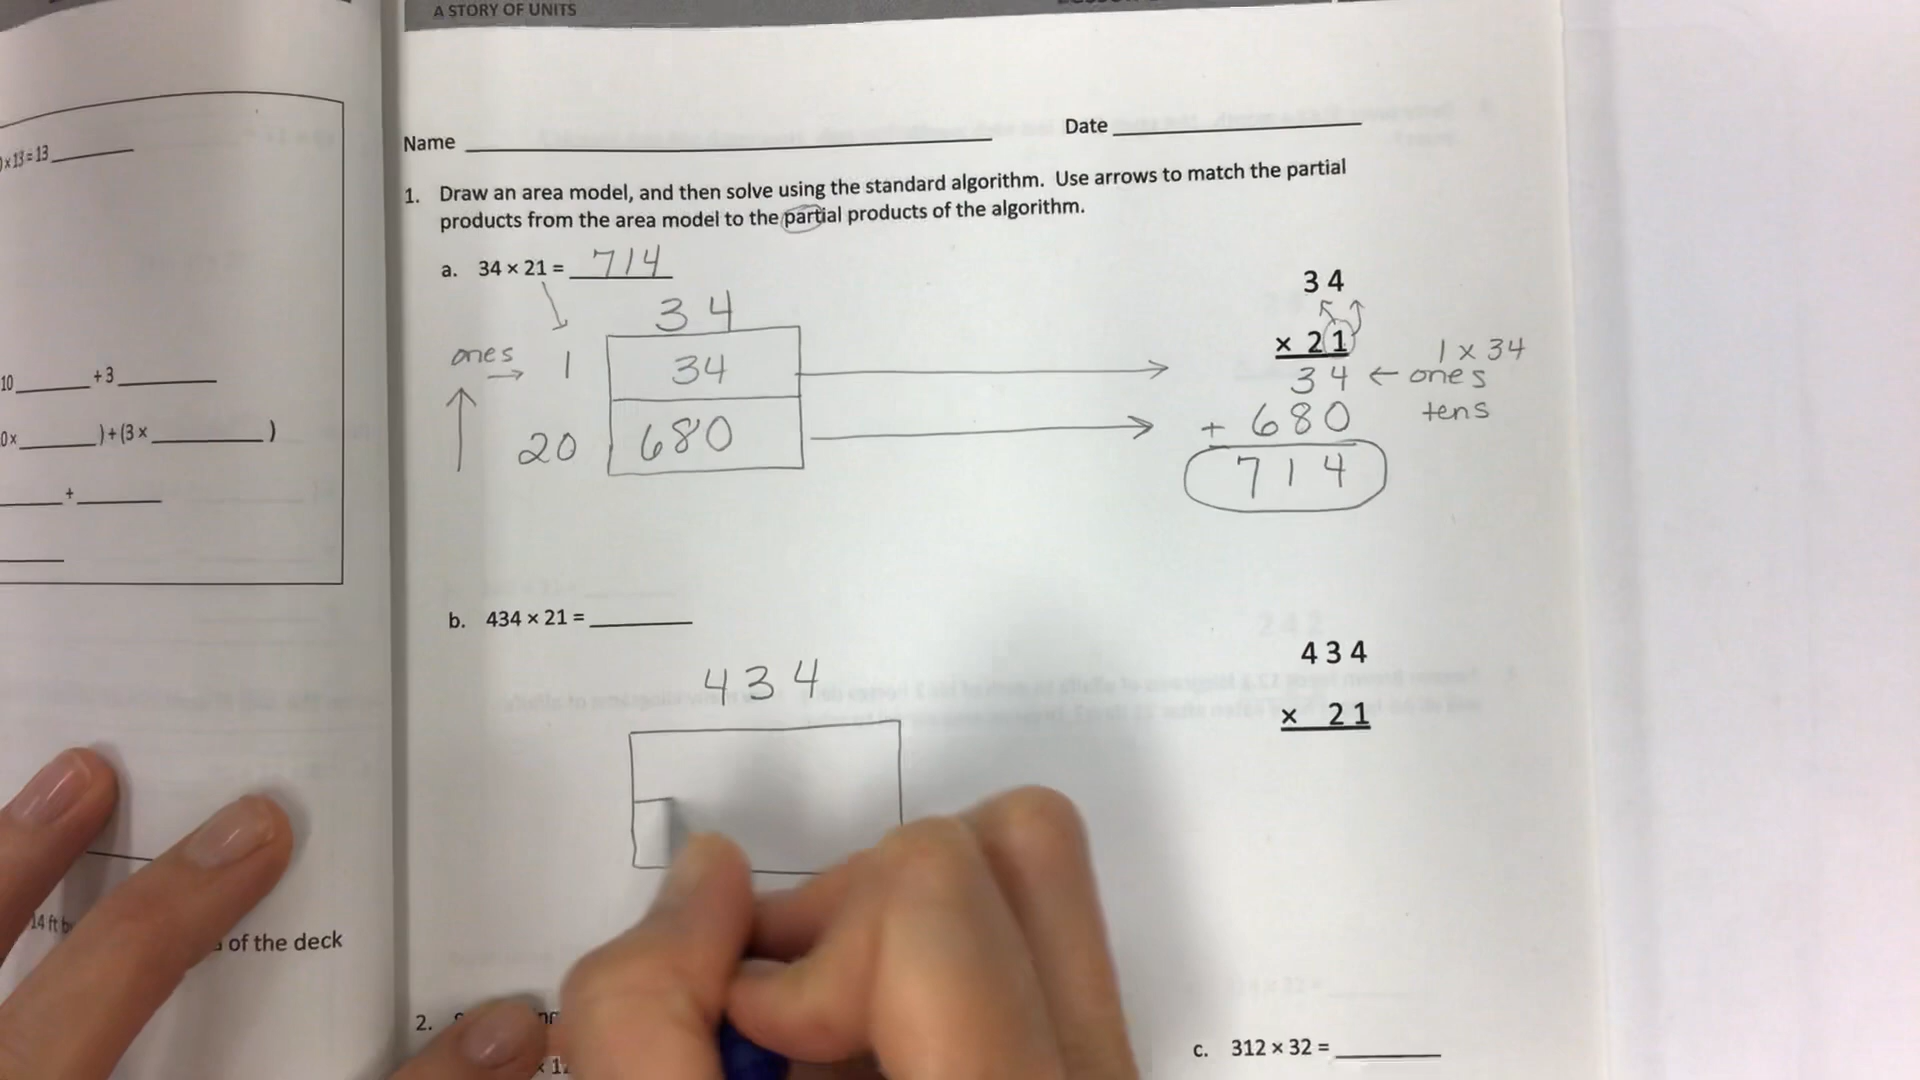 A STORY OF UNITS
Name
Date
1. Draw an area model, and then solve using the standard algorithm. Use arrows to match the partial
products from the area model to the partial products of the algorithm.
a. 34 × 21 = 714
34
ones → 1 34
20 680
34
× 21
34 ← ones
1 x 34
+ 680 tens
714
b. 434 × 21 =
434
434
× 21
2.
c. 312 × 32 =
x 13 = 13
10 + 3
) + (3 ×
)
+
14 ft
of the deck